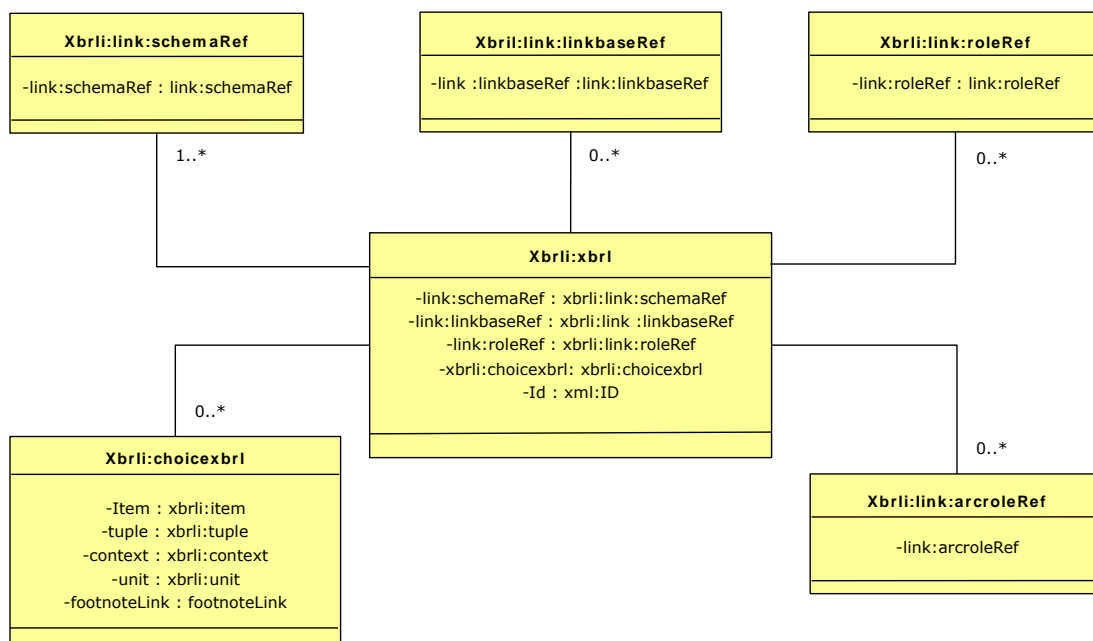 Xbrli:link:schemaRef
-link:schemaRef : link:schemaRef
1..*
Xbril:link:linkbaseRef
-link :linkbaseRef :link:linkbaseRef
0..*
Xbrli:link:roleRef
-link:roleRef : link:roleRef
0..*
Xbrli:xbrl
-link:schemaRef : xbrli:link:schemaRef
-link:linkbaseRef : xbrli:link :linkbaseRef
-link:roleRef : xbrli:link:roleRef
-xbrli:choicexbrl: xbrli:choicexbrl
-Id : xml:ID
0..*
Xbrli:choicexbrl
-Item : xbrli:item
-tuple : xbrli:tuple
-context : xbrli:context
-unit : xbrli:unit
-footnoteLink : footnoteLink
0..*
Xbrli:link:arcroleRef
-link:arcroleRef